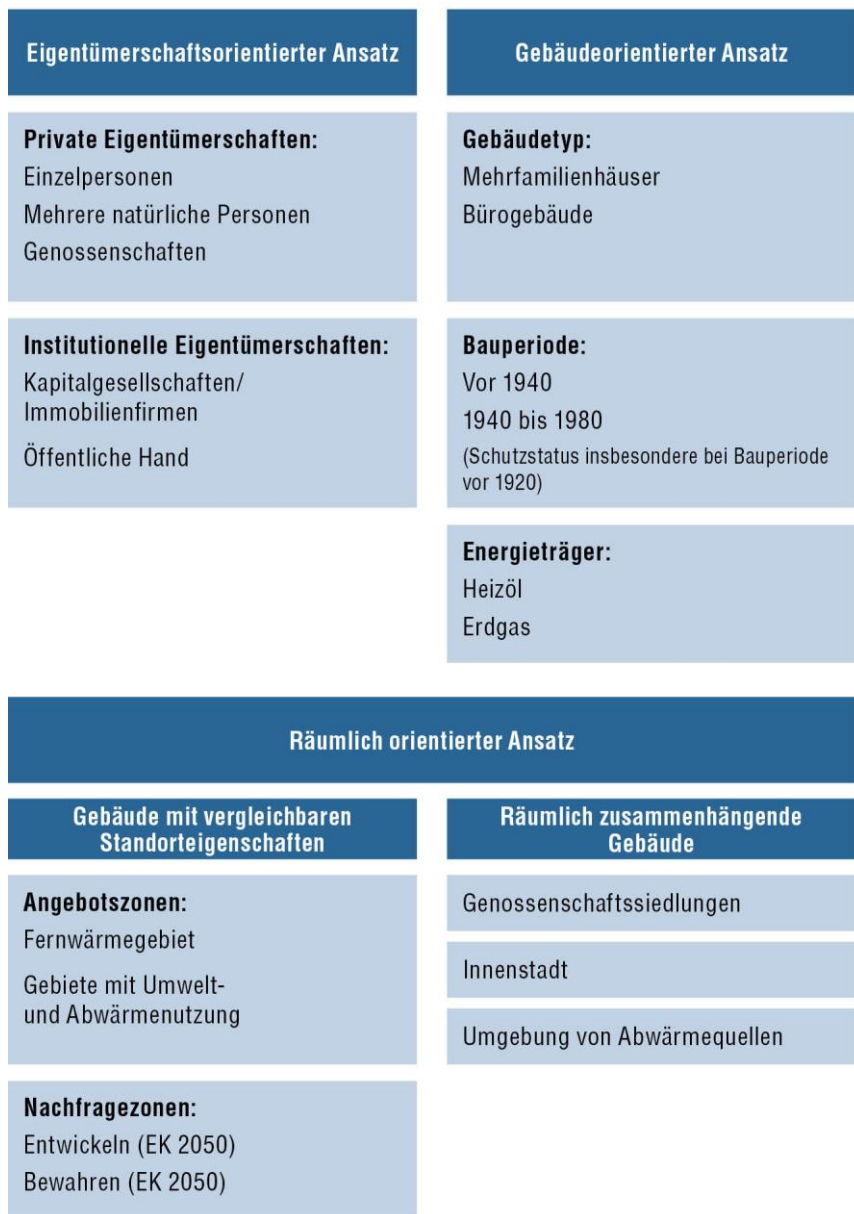 Eigentümerschaftsorientierter Ansatz
Private Eigentümerschaften:
Einzelpersonen
Mehrere natürliche Personen
Genossenschaften
Institutionelle Eigentümerschaften:
Kapitalgesellschaften/
Immobilienfirmen
Öffentliche Hand
Gebäudeorientierter Ansatz
Gebäudetyp:
Mehrfamilienhäuser
Bürogebäude
Bauperiode:
Vor 1940
1940 bis 1980
(Schutzstatus insbesondere bei Bauperiode
vor 1920)
Energieträger:
Heizöl
Erdgas
Räumlich orientierter Ansatz
Gebäude mit vergleichbaren
Standorteigenschaften
Angebotszonen:
Fernwärmegebiet
Gebiete mit Umwelt-
und Abwärmenutzung
Nachfragezonen:
Entwickeln (EK 2050)
Bewahren (EK 2050)
Räumlich zusammenhängende
Gebäude
Genossenschaftssiedlungen
Innenstadt
Umgebung von Abwärmequellen